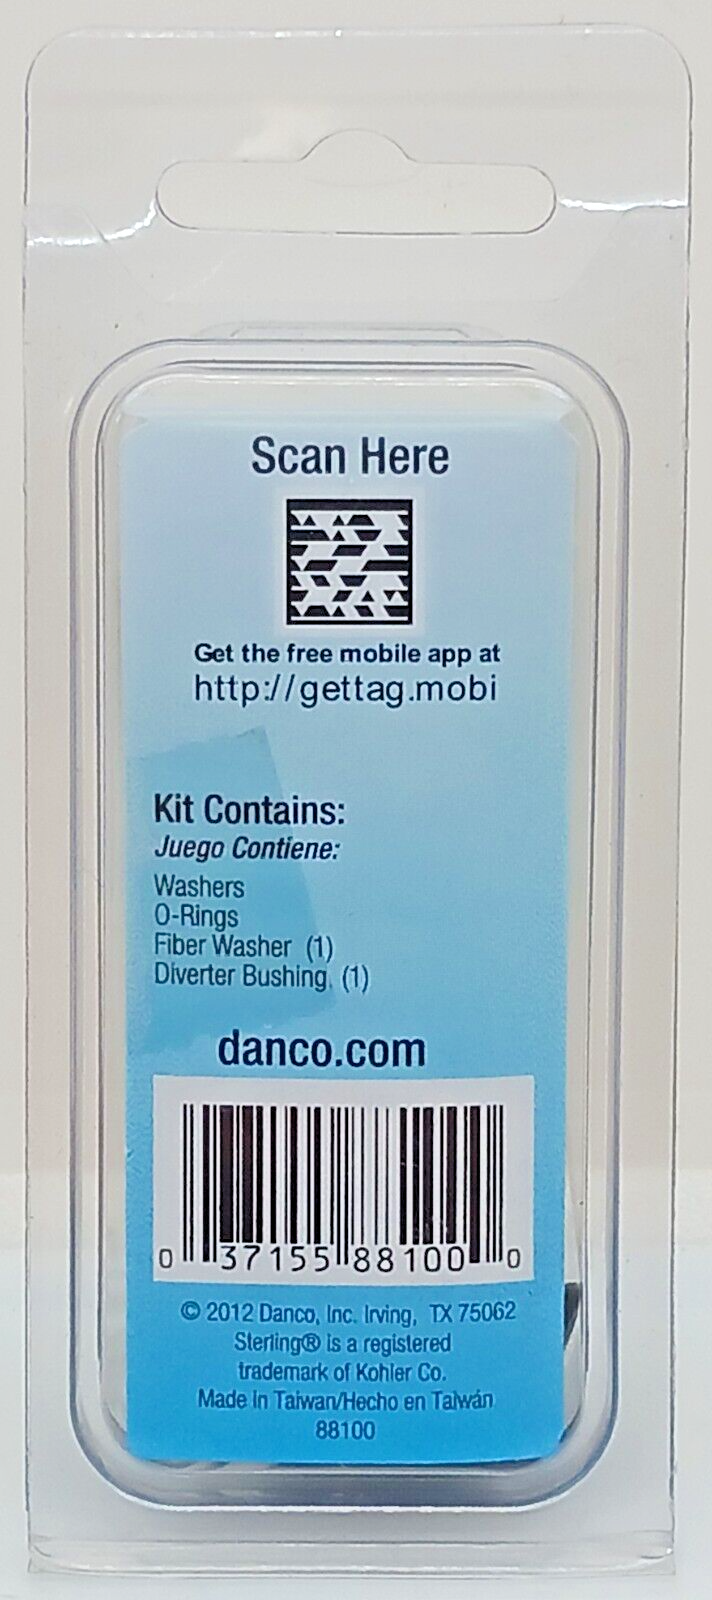 Scan Here
Get the free mobile app at
http://gettag.mobi
Kit Contains:
Juego Contiene:
Washers
O-Rings
Fiber Washer (1)
Diverter Bushing (1)
danco.com
0 37155 88100 0
© 2012 Danco, Inc. Irving, TX 75062
Sterling® is a registered
trademark of Kohler Co.
Made in Taiwan/Hecho en Taiwán
88100